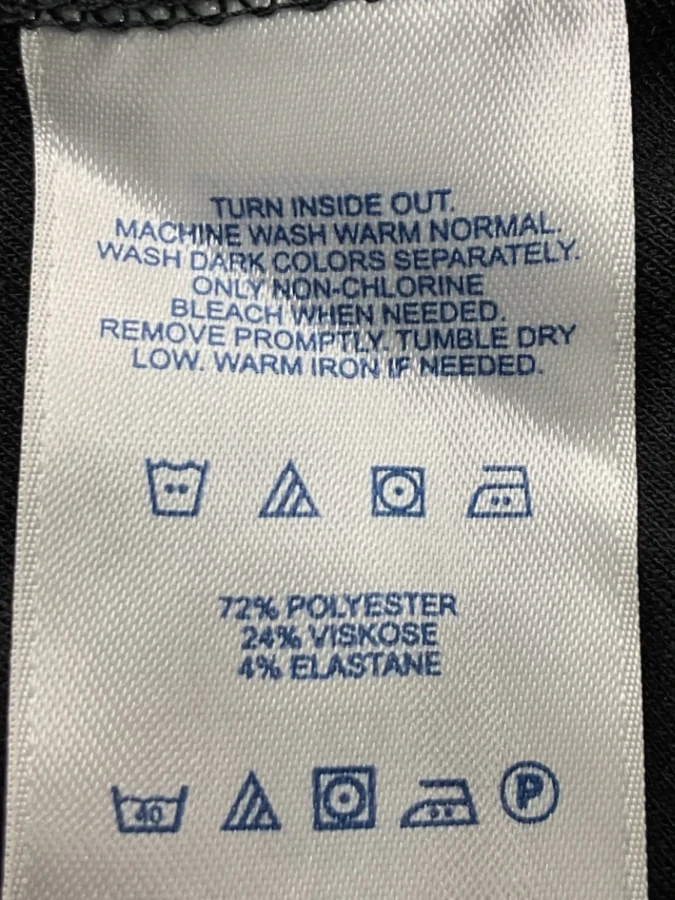 TURN INSIDE OUT.
MACHINE WASH WARM NORMAL.
WASH DARK COLORS SEPARATELY.
ONLY NON-CHLORINE
BLEACH WHEN NEEDED.
REMOVE PROMPTLY. TUMBLE DRY
LOW. WARM IRON IF NEEDED.
72% POLYESTER
24% VISKOSE
4% ELASTANE
40 P